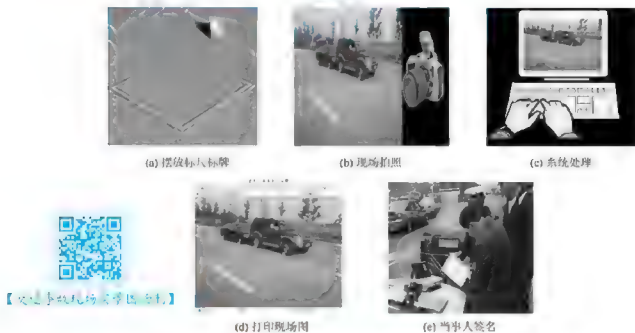 (a) 摆放标尺标牌
(b) 现场拍照
(c) 系统处理
(d) 打印现场图
(e) 当事人签名